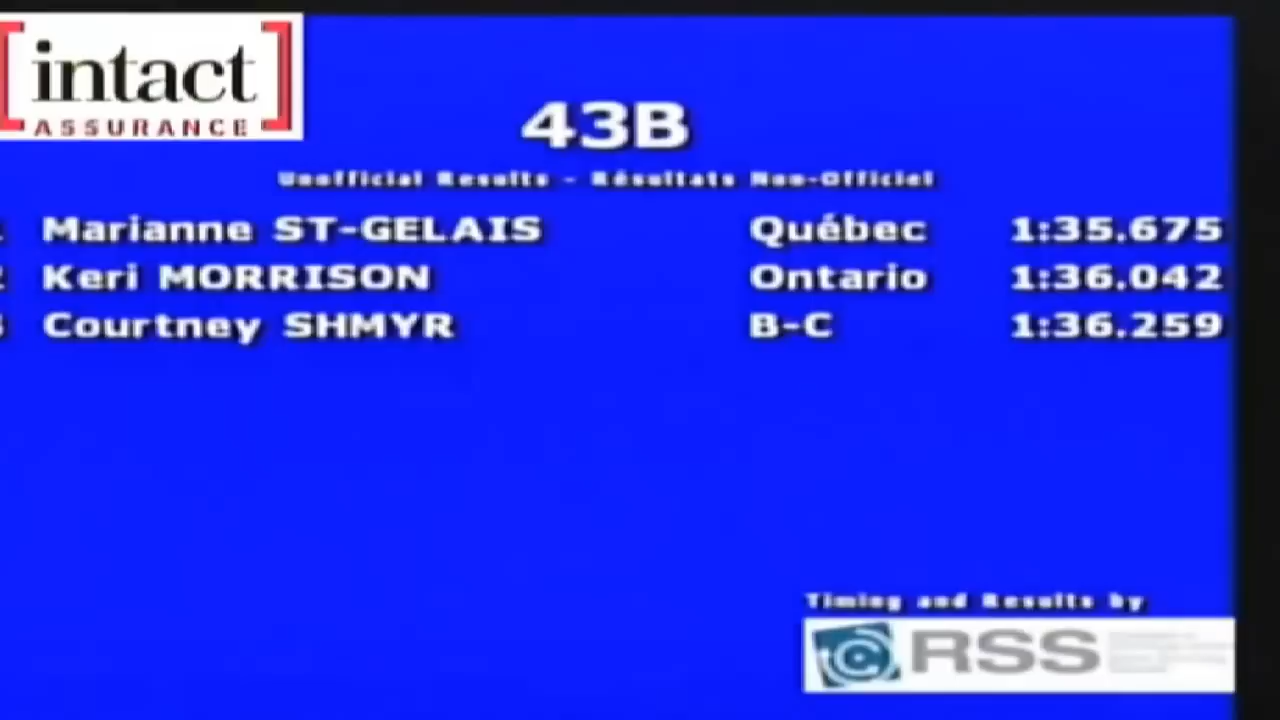 intact
ASSURANCE
43B
Unofficial Results - Résultats Non-Officiel
Marianne ST-GELAIS Québec 1:35.675
Keri MORRISON Ontario 1:36.042
Courtney SHMYR B-C 1:36.259
Timing and Results by
RSS